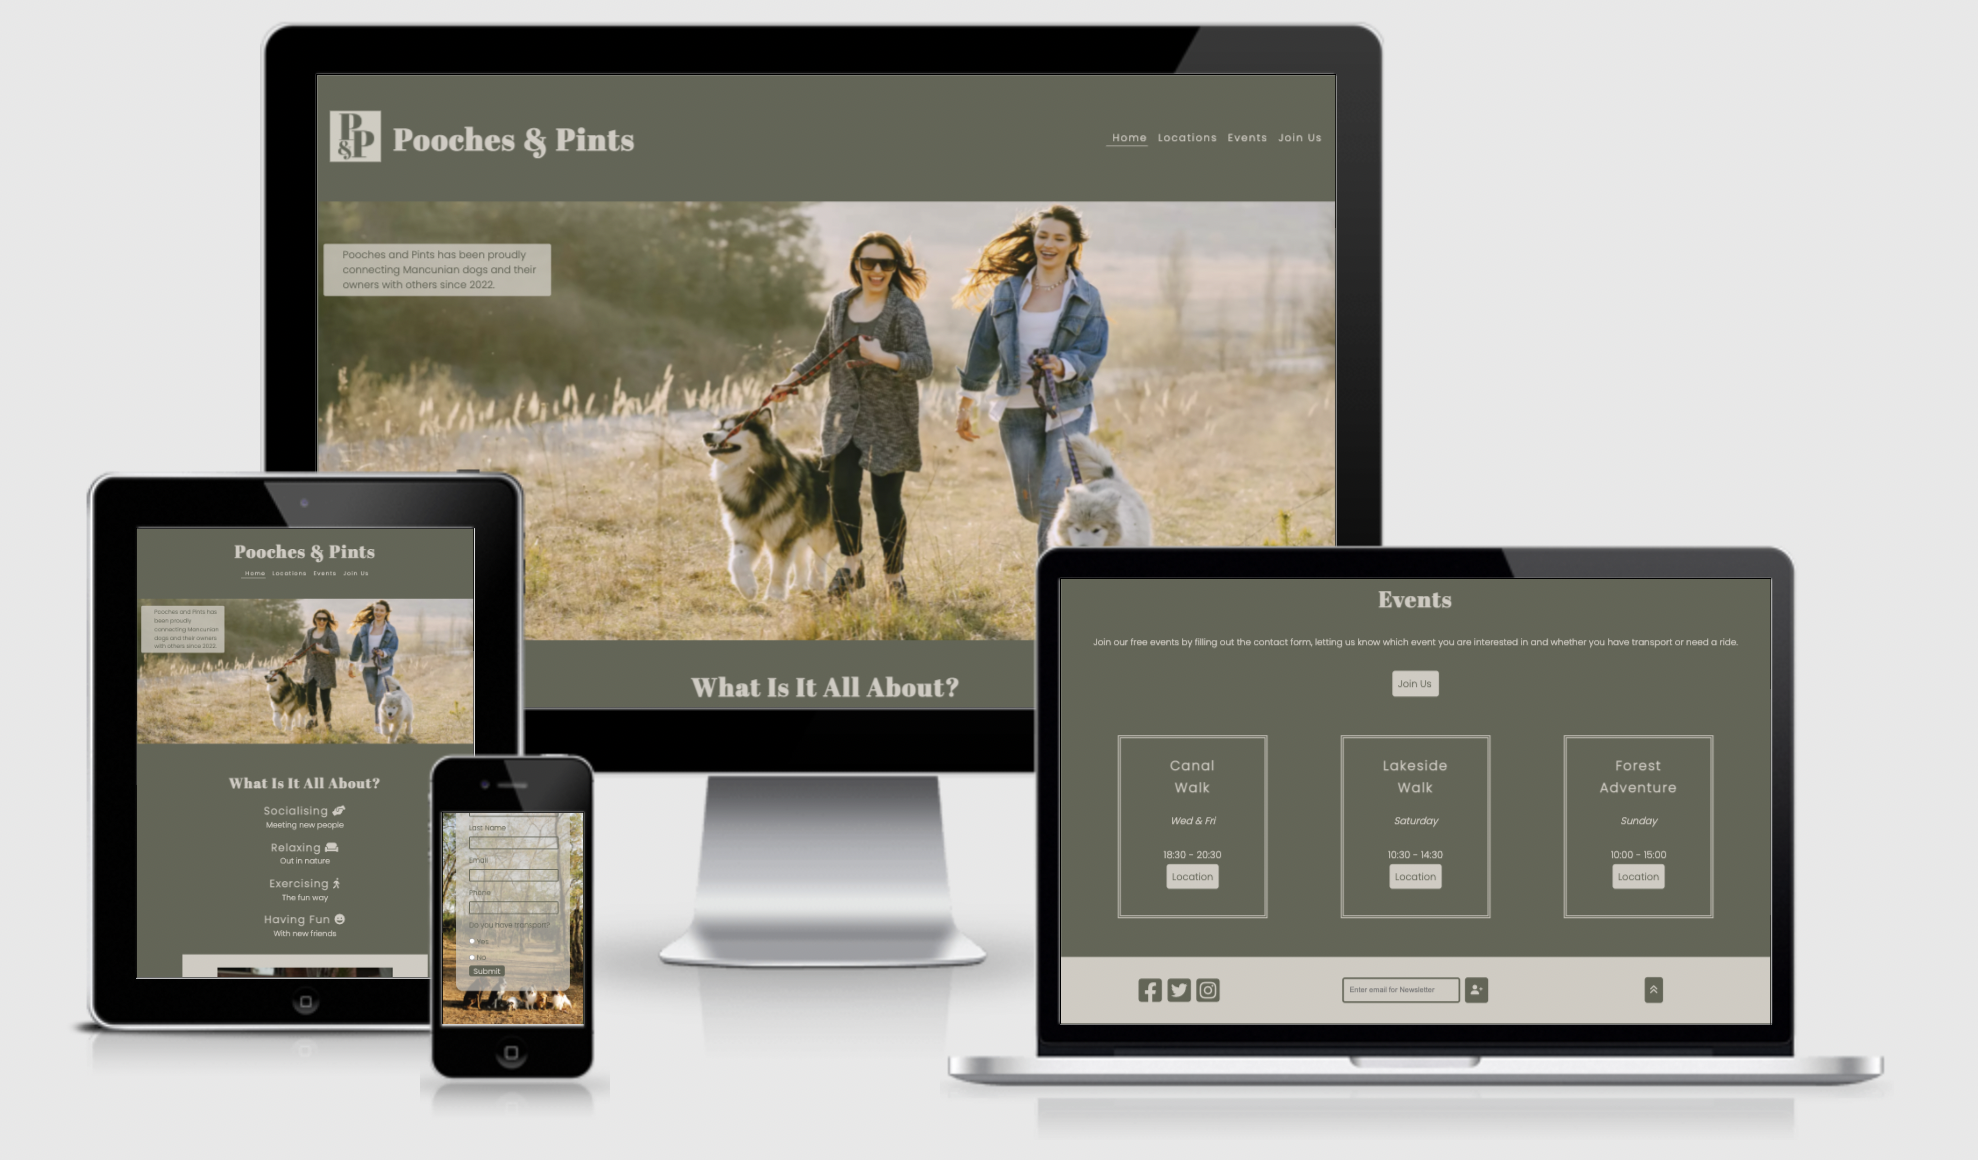 P&P
Pooches & Pints
Home Locations Events Join Us
Pooches and Pints has been proudly
connecting Mancunian dogs and their
owners with others since 2022.
What Is It All About?
Pooches & Pints
Home Locations Events Join Us
Pooches and Pints has
been proudly
connecting Mancunian
dogs and their owners
with others since 2022.
What Is It All About?
Socialising
Meeting new people
Relaxing
Out in nature
Exercising
The fun way
Having Fun
With new friends
Last Name
Email
Phone
Do you have transport?
Yes
No
Submit
Events
Join our free events by filling out the contact form, letting us know which event you are interested in and whether you have transport or need a ride.
Join Us
Canal
Walk
Wed & Fri
18:30 - 20:30
Location
Lakeside
Walk
Saturday
10:30 - 14:30
Location
Forest
Adventure
Sunday
10:00 - 15:00
Location
Enter email for Newsletter